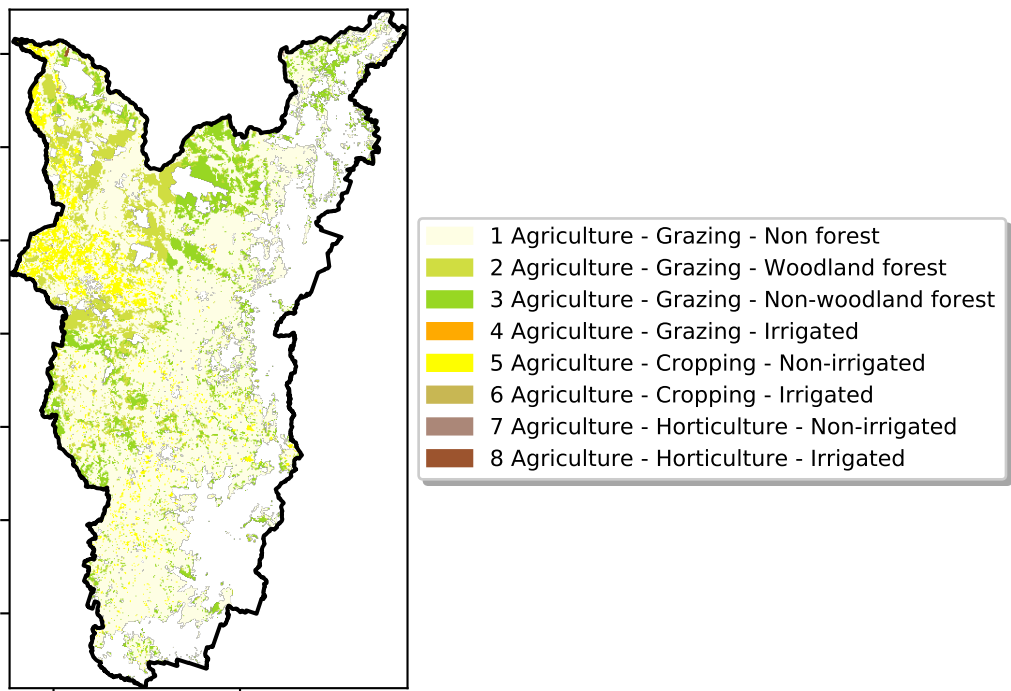 1 Agriculture - Grazing - Non forest
2 Agriculture - Grazing - Woodland forest
3 Agriculture - Grazing - Non-woodland forest
4 Agriculture - Grazing - Irrigated
5 Agriculture - Cropping - Non-irrigated
6 Agriculture - Cropping - Irrigated
7 Agriculture - Horticulture - Non-irrigated
8 Agriculture - Horticulture - Irrigated